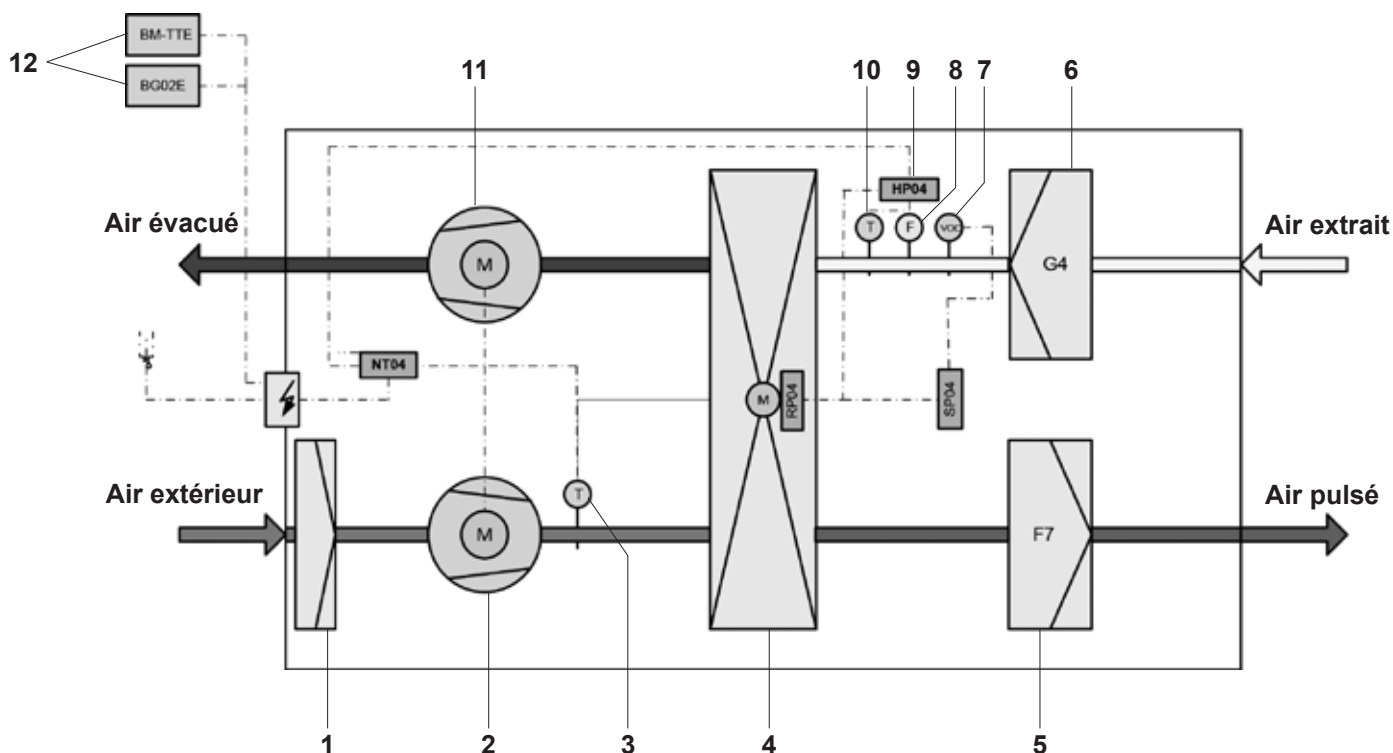 BM-TTE
12
BG02E
11
10
9
8
7
6
HP04
T
F
VOC
Air évacué
M
G4
Air extrait
NT04
M
RP04
SP04
Air extérieur
T
M
F7
Air pulsé
1
2
3
4
5